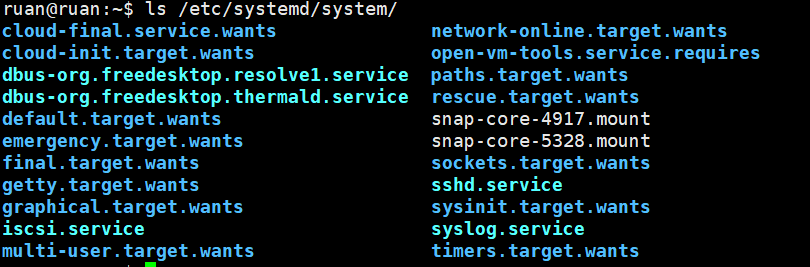 ruan@ruan:~$ ls /etc/systemd/system/
cloud-final.service.wants network-online.target.wants
cloud-init.target.wants open-vm-tools.service.requires
dbus-org.freedesktop.resolve1.service paths.target.wants
dbus-org.freedesktop.thermald.service rescue.target.wants
default.target.wants snap-core-4917.mount
emergency.target.wants snap-core-5328.mount
final.target.wants sockets.target.wants
getty.target.wants sshd.service
graphical.target.wants sysinit.target.wants
iscsi.service syslog.service
multi-user.target.wants timers.target.wants